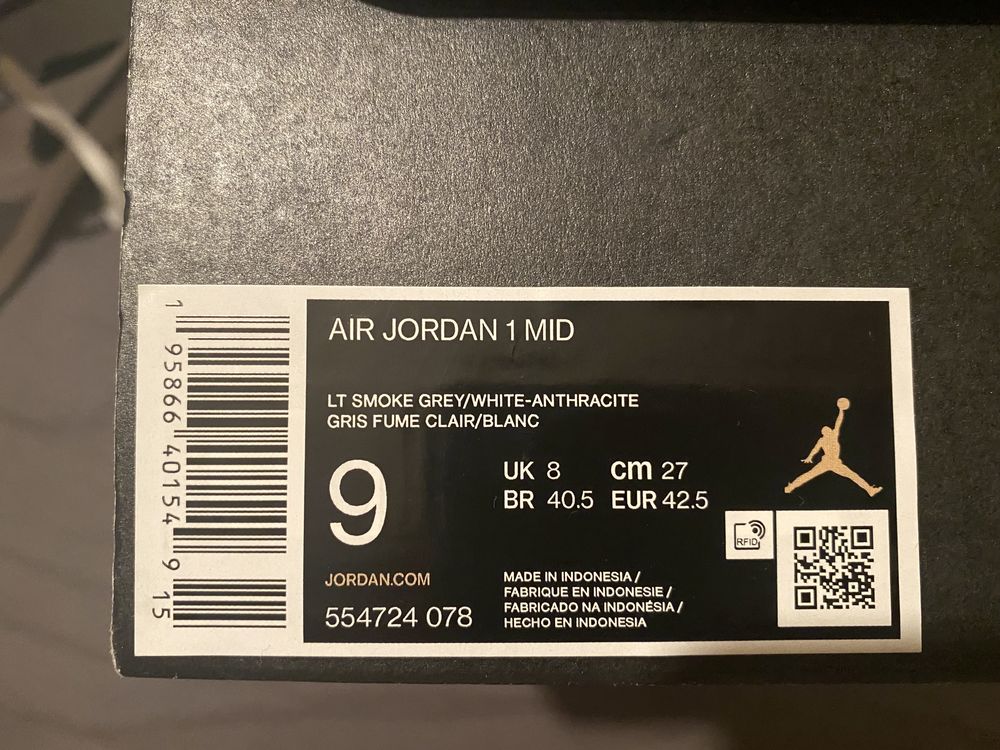 AIR JORDAN 1 MID
LT SMOKE GREY/WHITE-ANTHRACITE
GRIS FUME CLAIR/BLANC
9
UK 8 cm 27
BR 40.5 EUR 42.5
RFID
JORDAN.COM
554724 078
MADE IN INDONESIA /
FABRIQUE EN INDONESIE /
FABRICADO NA INDONÉSIA /
HECHO EN INDONESIA
1 95866 40154 9 15